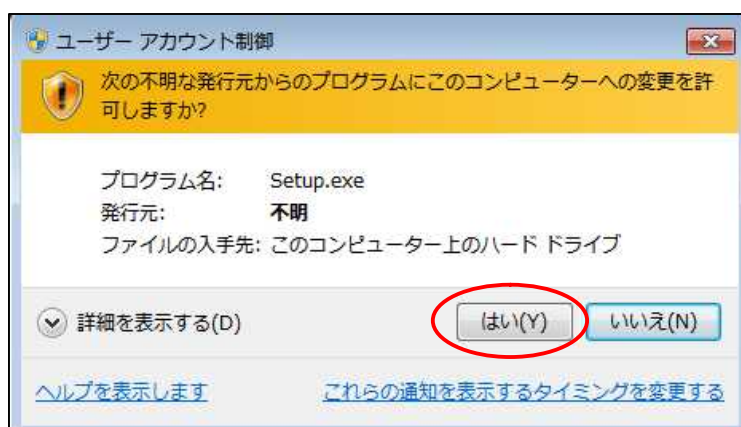 ユーザー アカウント制御
次の不明な発行元からのプログラムにこのコンピューターへの変更を許
可しますか?
プログラム名: Setup.exe
発行元: 不明
ファイルの入手先: このコンピューター上のハード ドライブ
詳細を表示する(D) はい(Y) いいえ(N)
ヘルプを表示します これらの通知を表示するタイミングを変更する